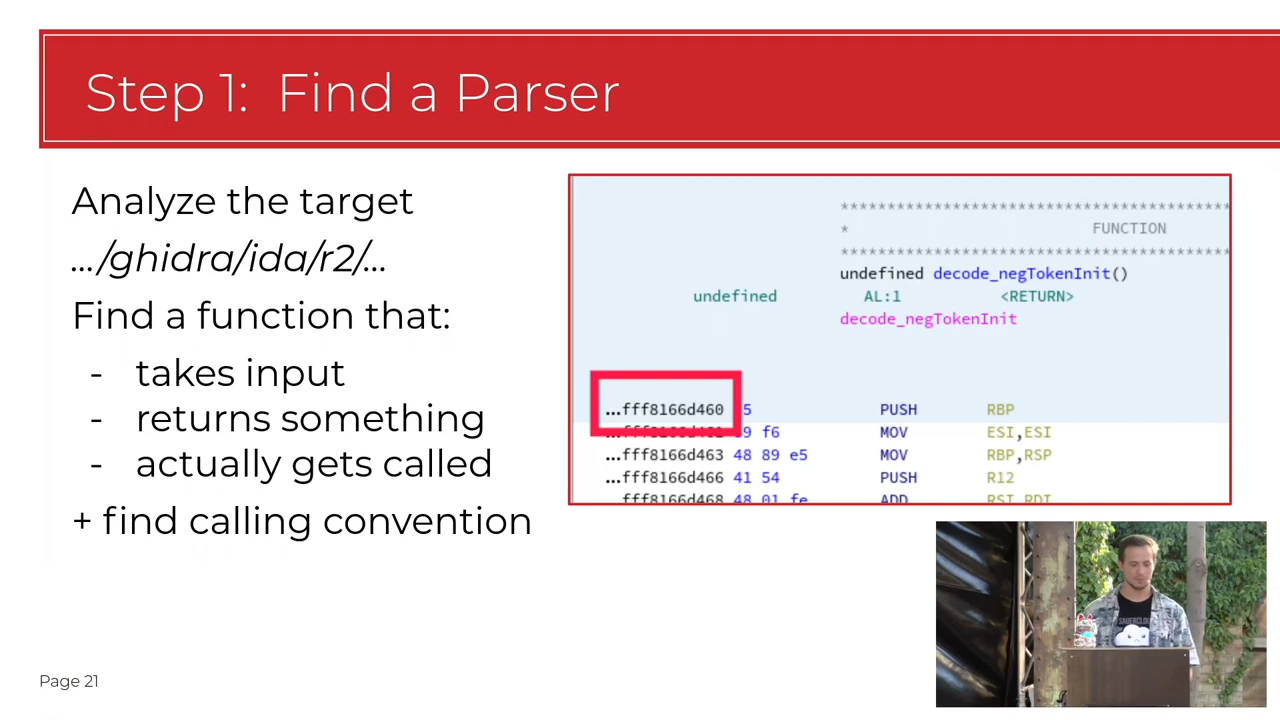 Step 1: Find a Parser
Analyze the target
.../ghidra/ida/r2/...
Find a function that:
- takes input
- returns something
- actually gets called
+ find calling convention
******************************************
* FUNCTION
******************************************
undefined decode_negTokenInit()
undefined AL:1 <RETURN>
decode_negTokenInit
...fff8166d460 5 PUSH RBP
9 f6 MOV ESI,ESI
...fff8166d463 48 89 e5 MOV RBP,RSP
...fff8166d466 41 54 PUSH R12
...fff8166d468 48 01 fe ADD RSI,RDI
Page 21